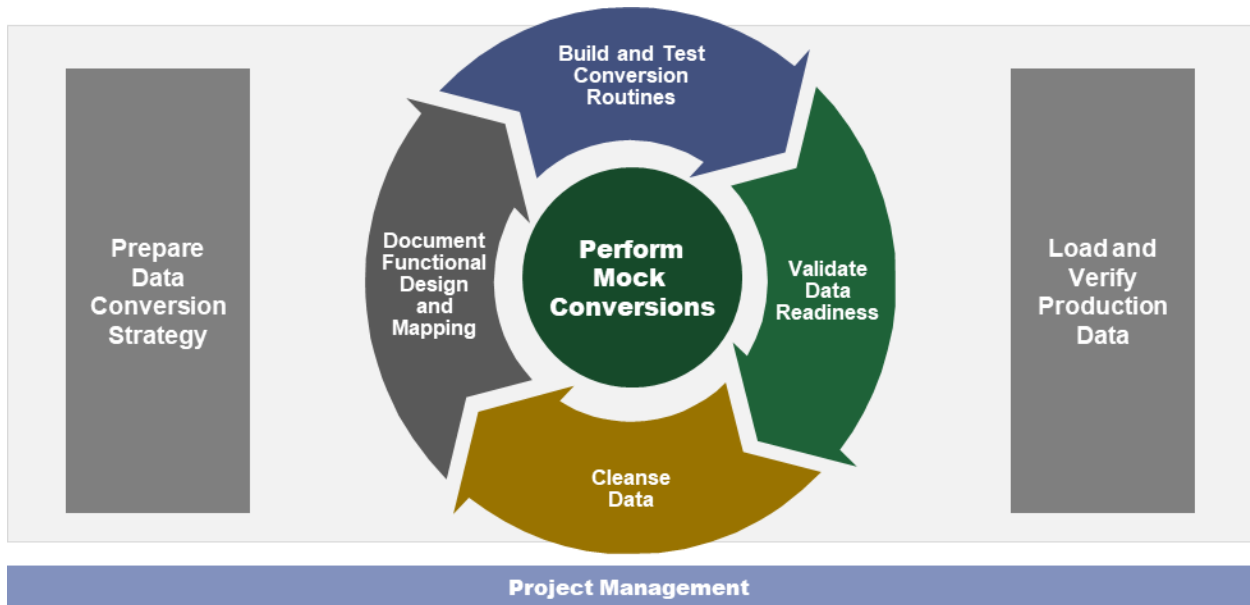 Build and Test
Conversion
Routines
Prepare
Data
Conversion
Strategy
Document
Functional
Design
and
Mapping
Perform
Mock
Conversions
Validate
Data
Readiness
Load and
Verify
Production
Data
Cleanse
Data
Project Management